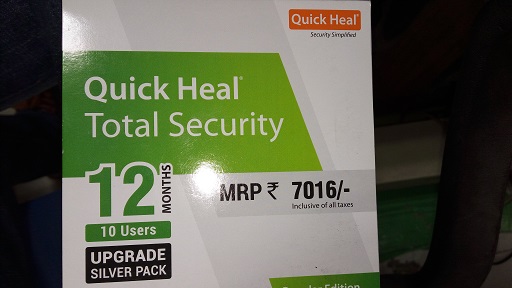 Quick Heal®
Security Simplified
Quick Heal®
Total Security
12 MONTHS
MRP ₹ 7016/-
Inclusive of all taxes
10 Users
UPGRADE
SILVER PACK
Edition